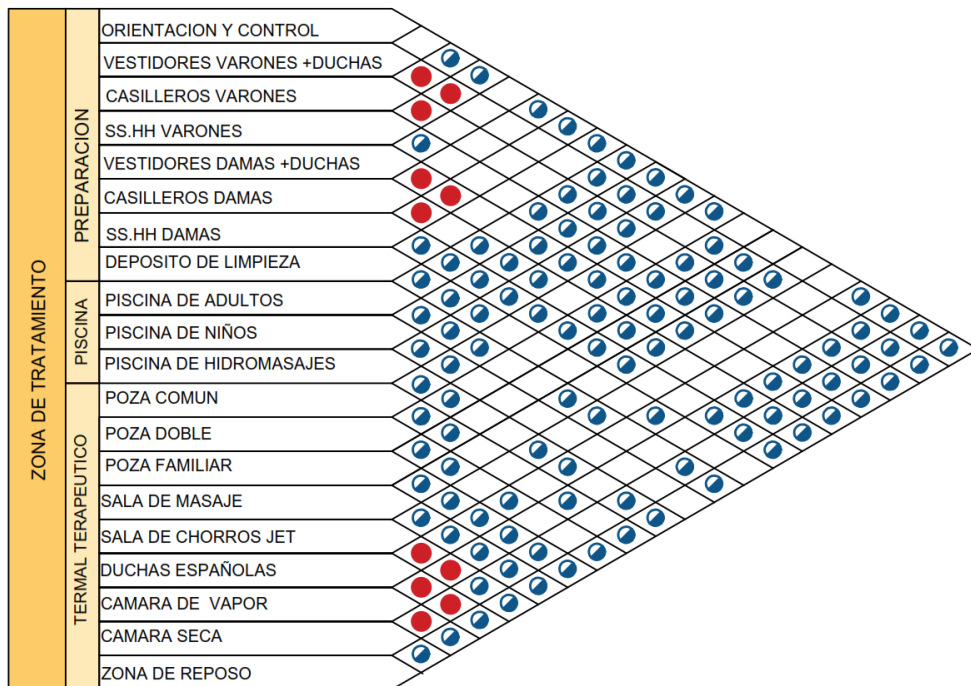 ZONA DE TRATAMIENTO
PREPARACION
ORIENTACION Y CONTROL
VESTIDORES VARONES +DUCHAS
CASILLEROS VARONES
SS.HH VARONES
VESTIDORES DAMAS +DUCHAS
CASILLEROS DAMAS
SS.HH DAMAS
DEPOSITO DE LIMPIEZA
PISCINA
PISCINA DE ADULTOS
PISCINA DE NIÑOS
PISCINA DE HIDROMASAJES
TERMAL TERAPEUTICO
POZA COMUN
POZA DOBLE
POZA FAMILIAR
SALA DE MASAJE
SALA DE CHORROS JET
DUCHAS ESPAÑOLAS
CAMARA DE VAPOR
CAMARA SECA
ZONA DE REPOSO